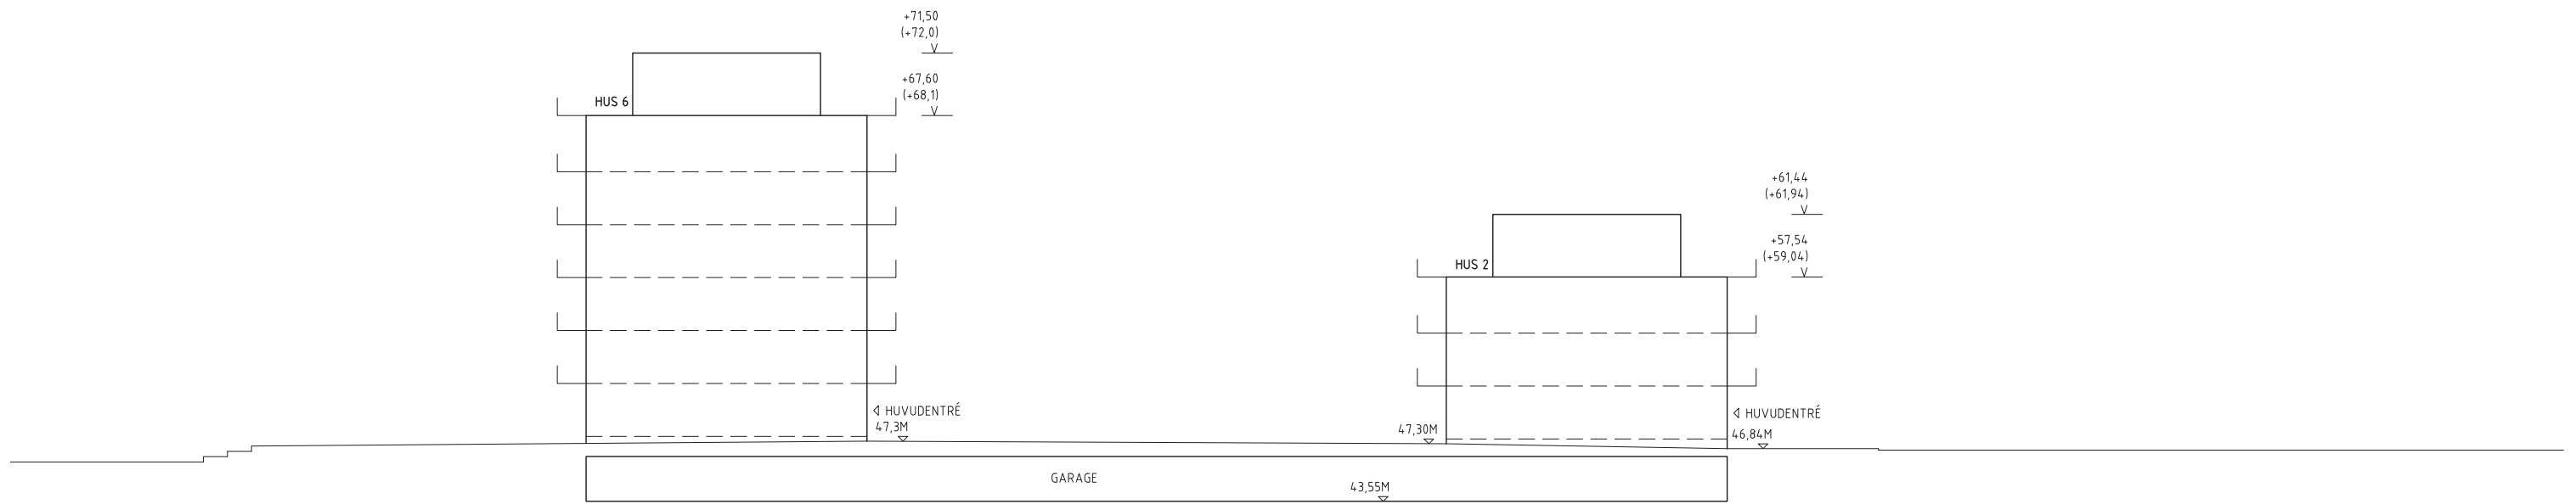 +71,50
(+72,0)
+67,60
(+68,1)
HUS 6
+61,44
(+61,94)
+57,54
(+59,04)
HUS 2
HUVUDENTRÉ
47,3M
HUVUDENTRÉ
47,30M
46,84M
GARAGE
43,55M